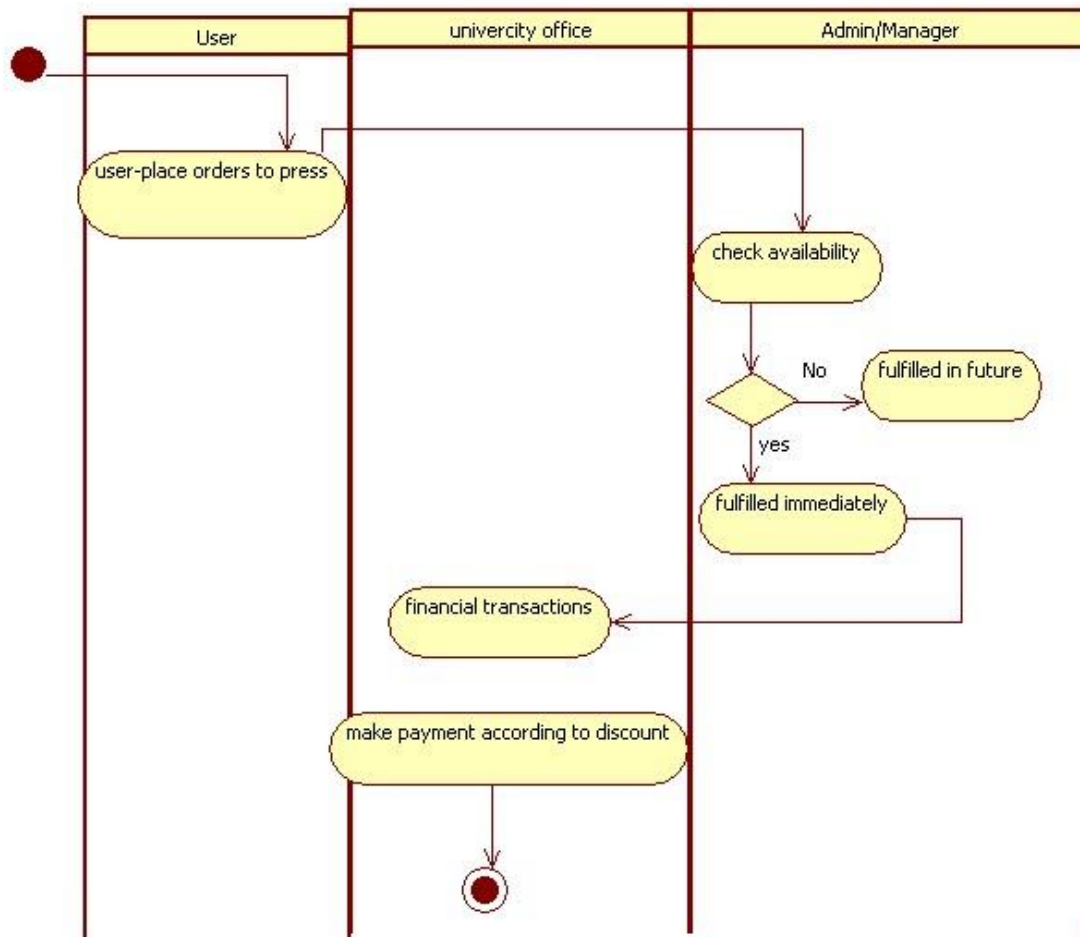 User
univercity office
Admin/Manager
user-place orders to press
check availability
No
fulfilled in future
yes
fulfilled immediately
financial transactions
make payment according to discount